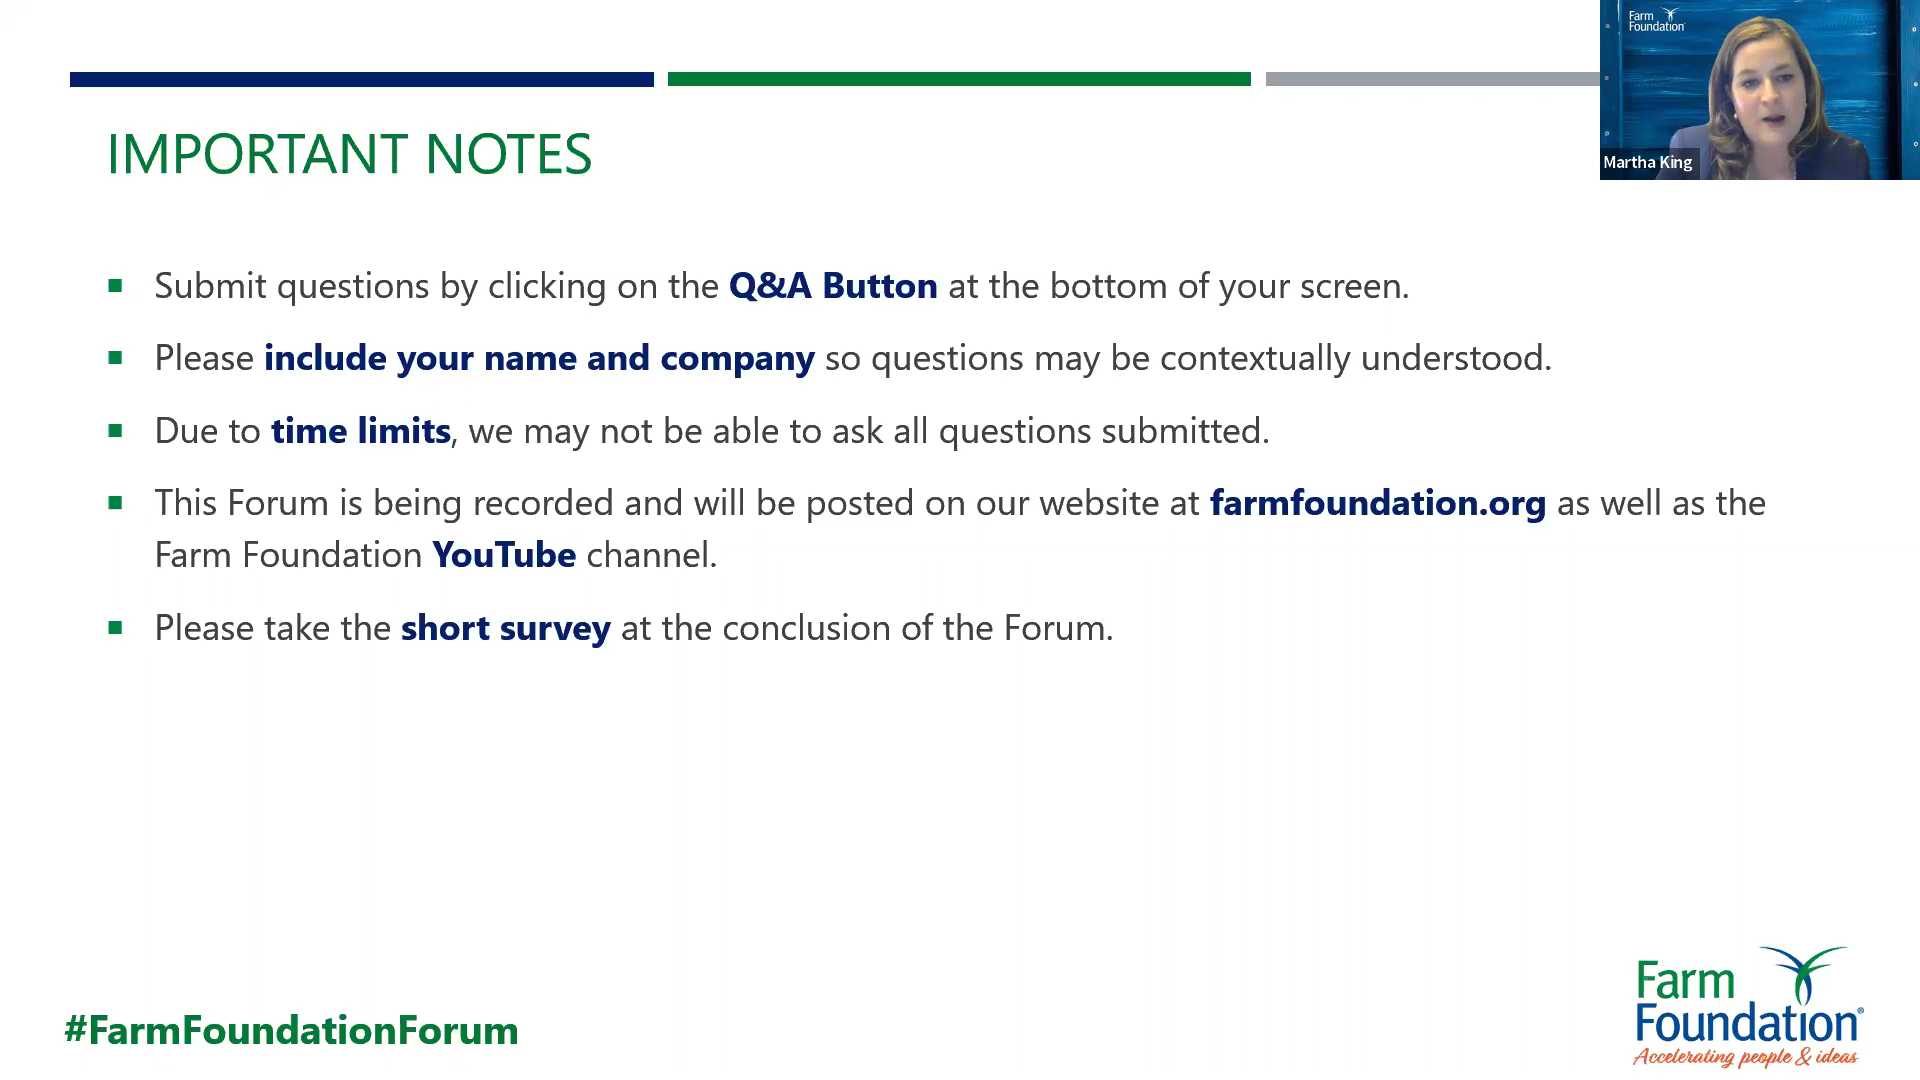 Farm
Foundation
Martha King
IMPORTANT NOTES
Submit questions by clicking on the Q&A Button at the bottom of your screen.
Please include your name and company so questions may be contextually understood.
Due to time limits, we may not be able to ask all questions submitted.
This Forum is being recorded and will be posted on our website at farmfoundation.org as well as the
Farm Foundation YouTube channel.
Please take the short survey at the conclusion of the Forum.
#FarmFoundationForum
Farm
Foundation®
Accelerating people & ideas